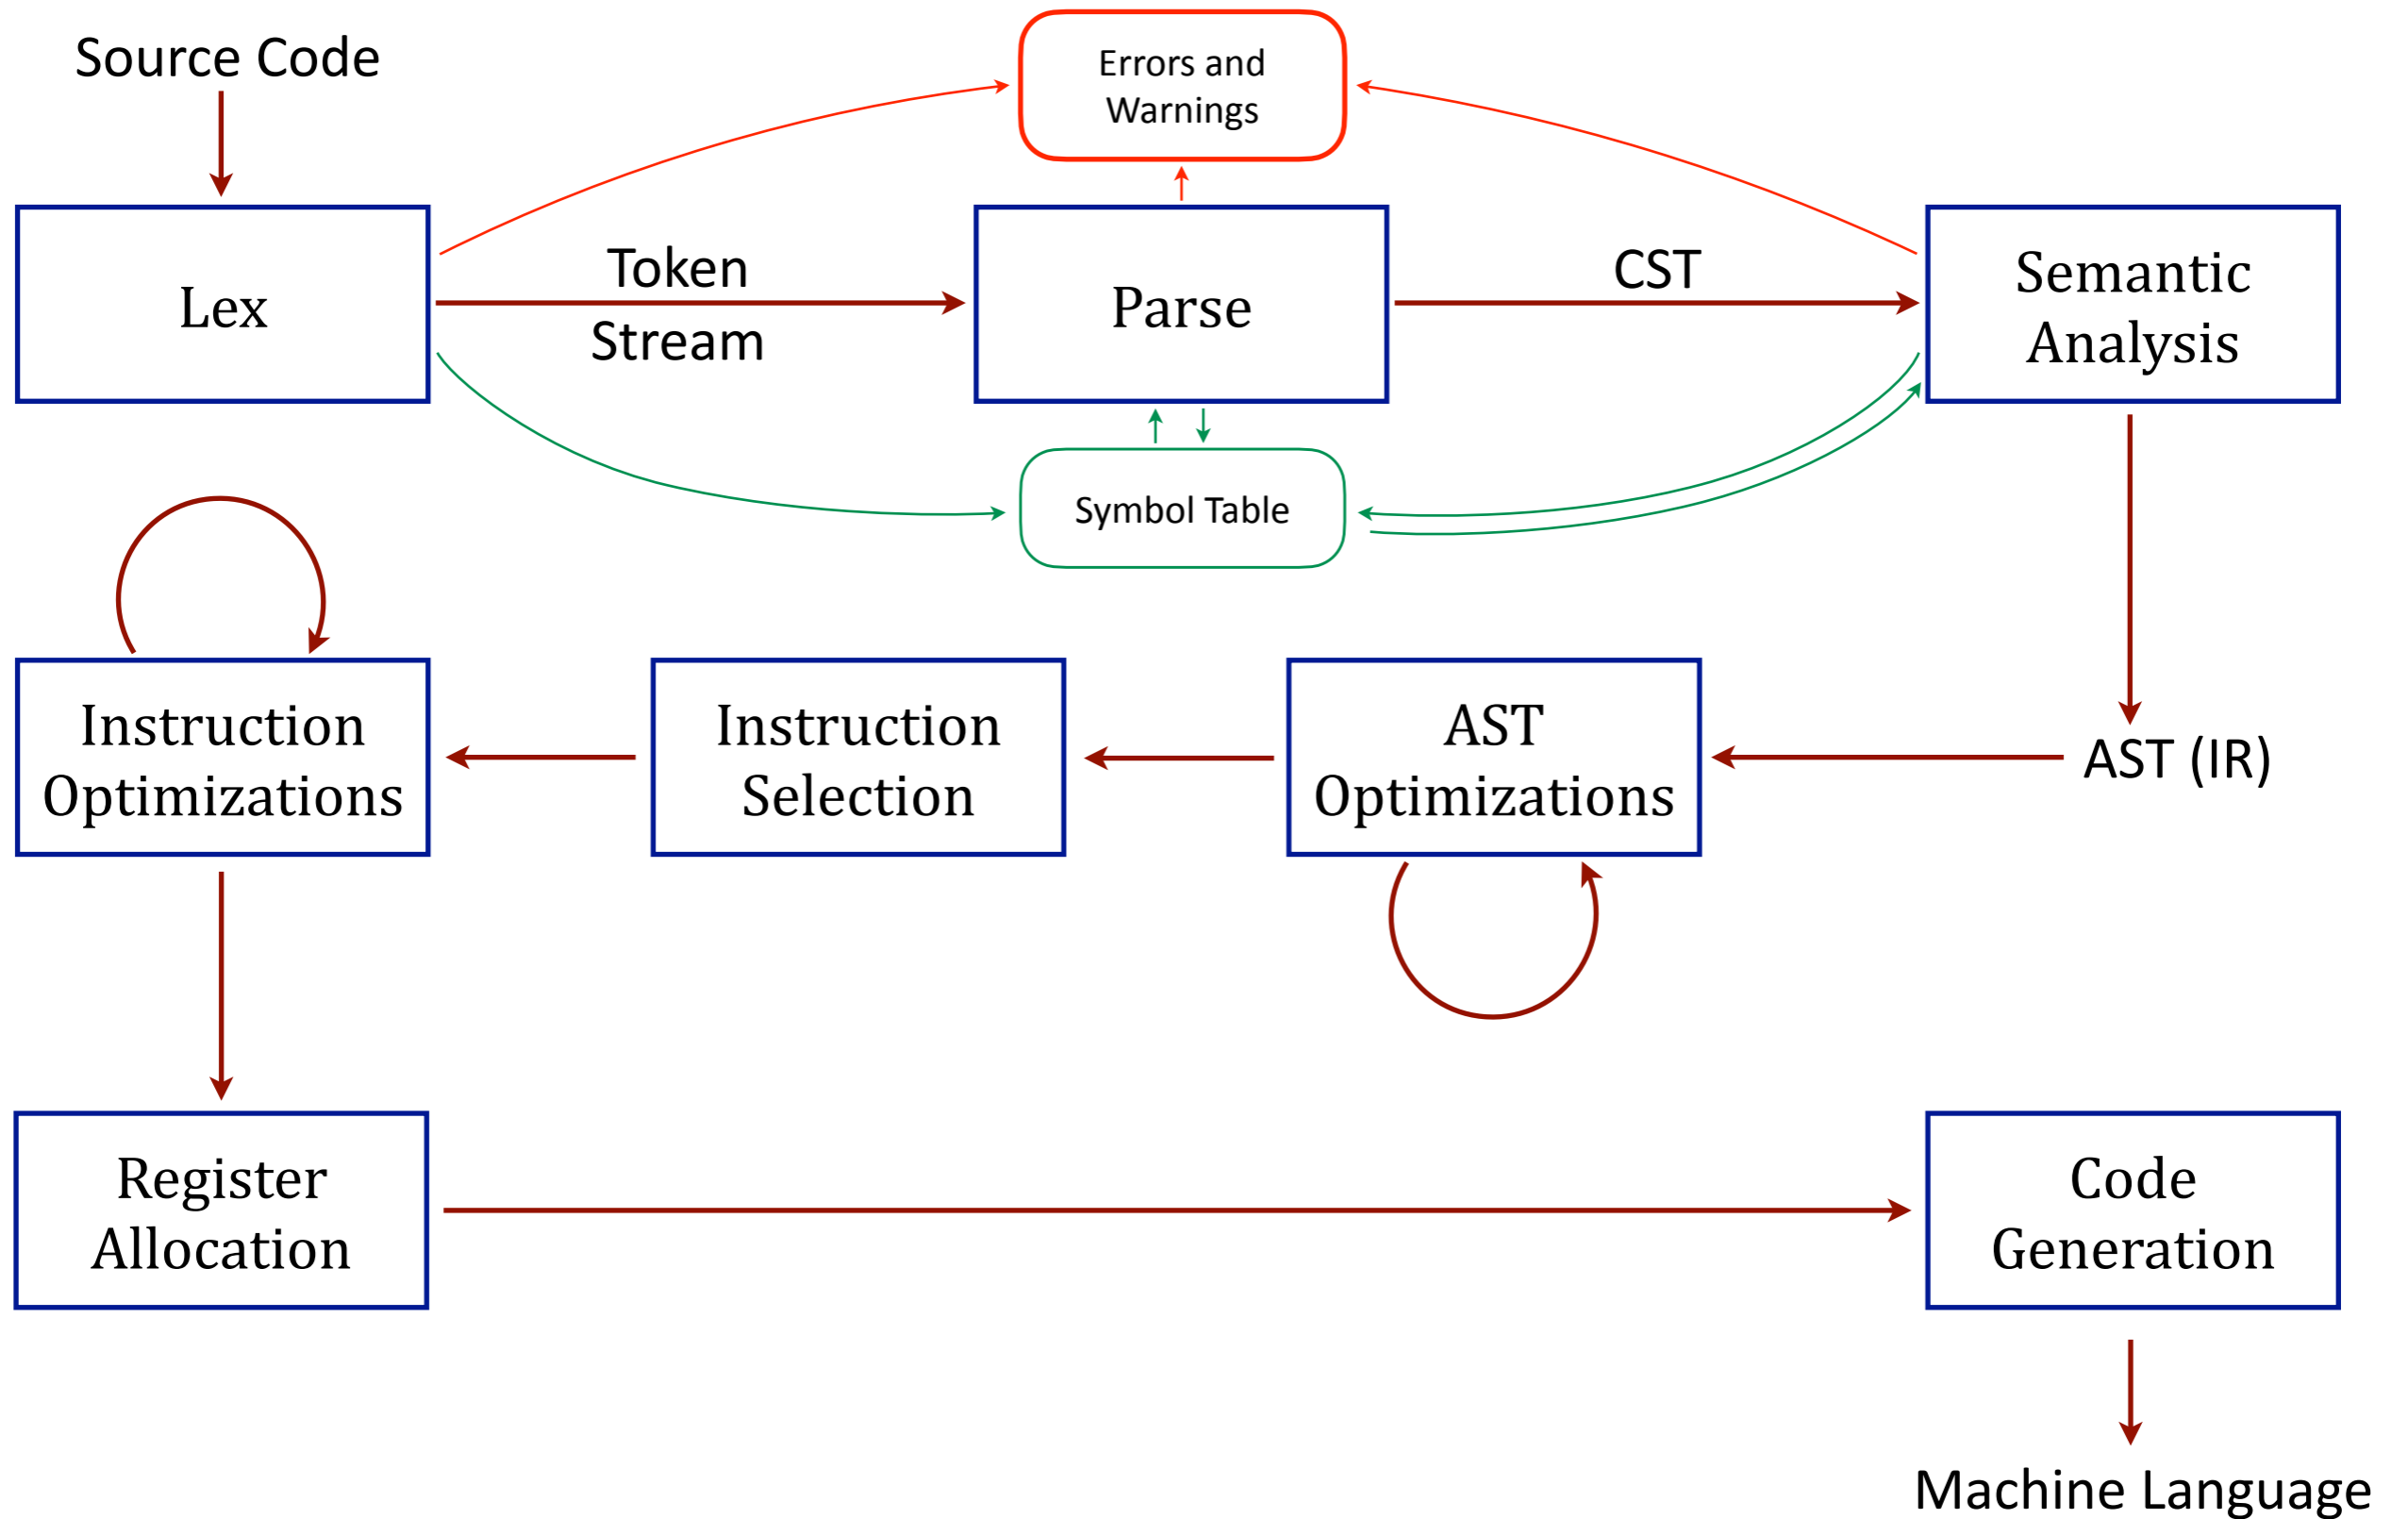 Source Code
Errors and
Warnings
Lex
Token
Stream
Parse
CST
Semantic
Analysis
Symbol Table
Instruction
Optimizations
Instruction
Selection
AST
Optimizations
AST (IR)
Register
Allocation
Code
Generation
Machine Language